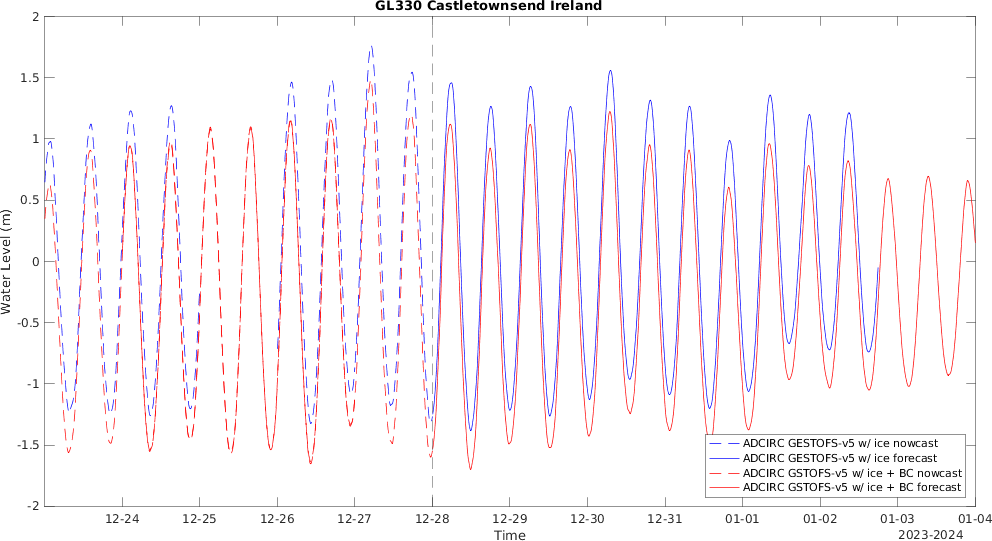 GL330 Castletownsend Ireland
2
1.5
1
0.5
0
-0.5
-1
-1.5
-2
Water Level (m)
ADCIRC GESTOFS-v5 w/ ice nowcast
ADCIRC GESTOFS-v5 w/ ice forecast
ADCIRC GSTOFS-v5 w/ ice + BC nowcast
ADCIRC GSTOFS-v5 w/ ice + BC forecast
12-24 12-25 12-26 12-27 12-28 12-29 12-30 12-31 01-01 01-02 01-03 01-04
Time
2023-2024